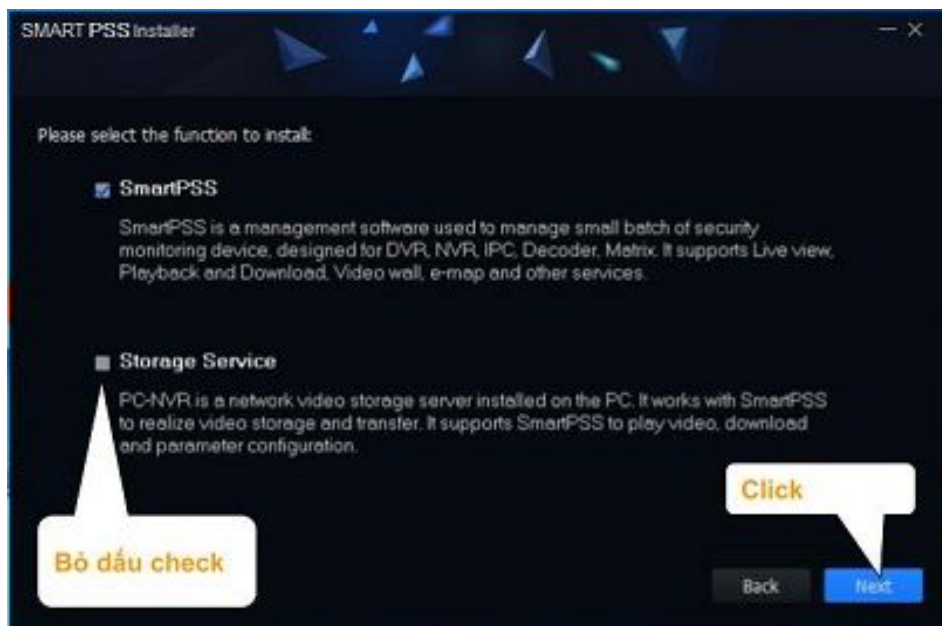 SMART PSS Installer
Please select the function to install:
SmartPSS
SmartPSS is a management software used to manage small batch of security
monitoring device, designed for DVR, NVR, IPC, Decoder, Matrix. It supports Live view,
Playback and Download, Video wall, e-map and other services.
Storage Service
PC-NVR is a network video storage server installed on the PC. It works with SmartPSS
to realize video storage and transfer. It supports SmartPSS to play video, download
and parameter configuration.
Click
Bỏ dấu check
Back
Next